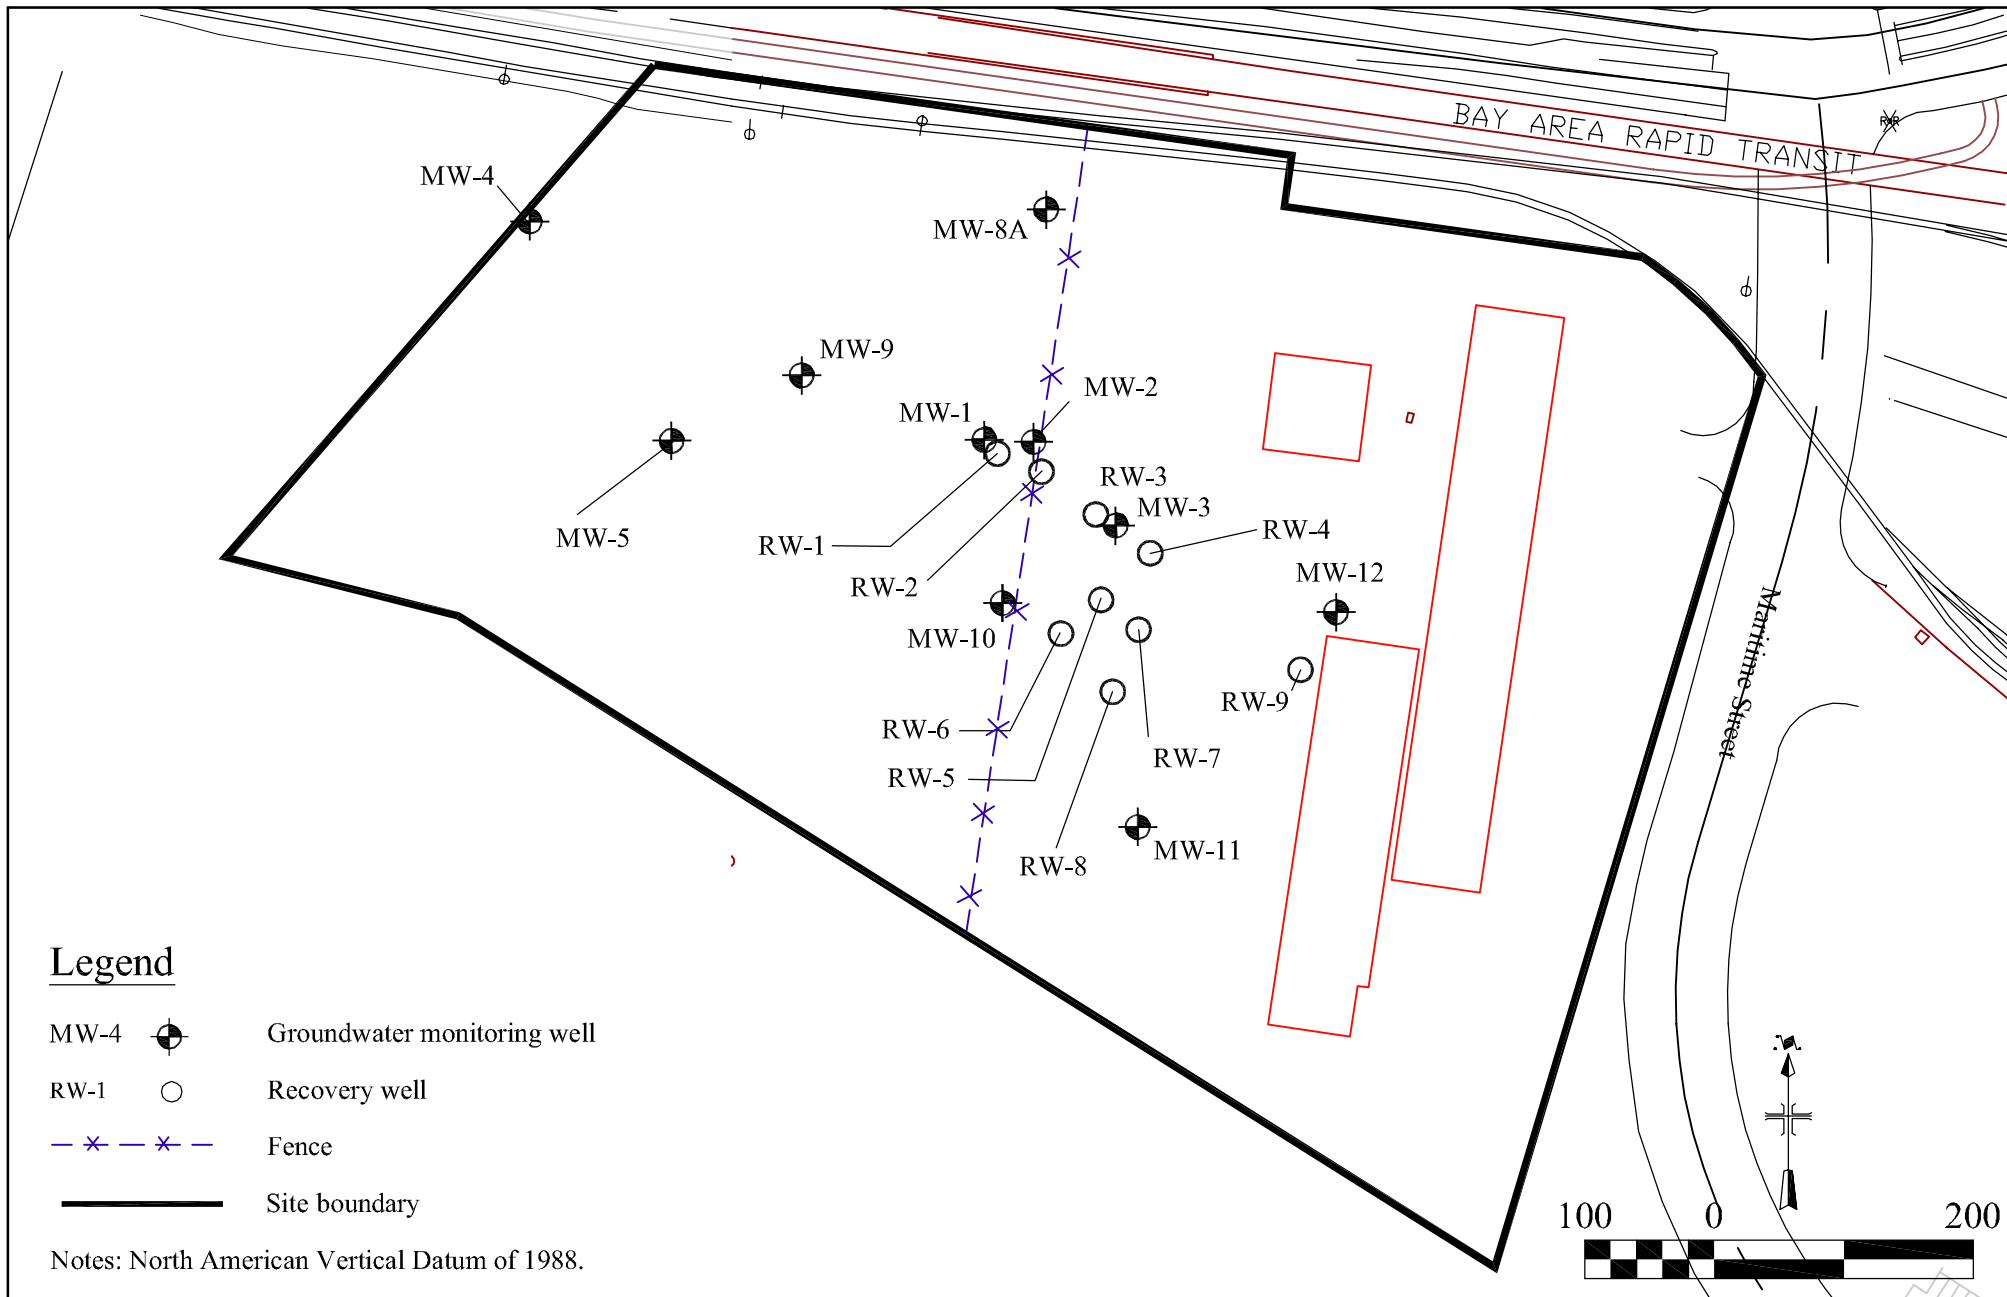 BAY AREA RAPID TRANSIT
RXR
MW-4
MW-8A
MW-9
MW-1
MW-2
MW-5
RW-1
RW-2
RW-3
MW-3
RW-4
MW-12
MW-10
RW-9
RW-6
RW-5
RW-7
RW-8
MW-11
Maritime Street
Legend
MW-4 Groundwater monitoring well
RW-1 Recovery well
Fence
Site boundary
Notes: North American Vertical Datum of 1988.
N
100 0 200